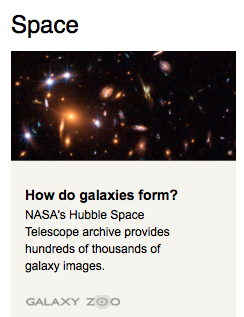 Space
How do galaxies form?
NASA's Hubble Space
Telescope archive provides
hundreds of thousands of
galaxy images.
GALAXY ZOO